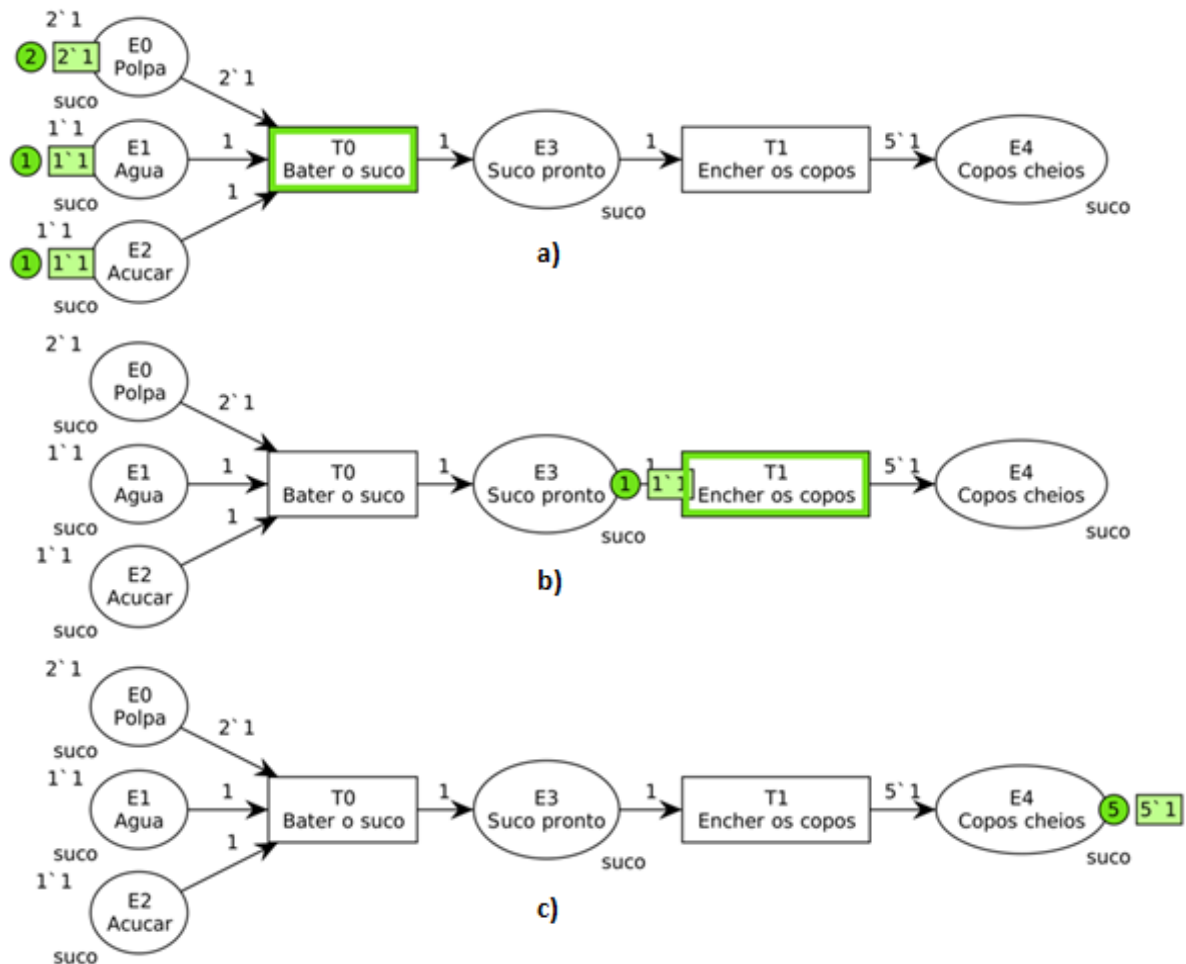 2`1
2
2`1
E0
Polpa
2`1
suco
1`1
1
1`1
E1
Agua
1
T0
Bater o suco
1
E3
Suco pronto
1
T1
Encher os copos
5`1
E4
Copos cheios
suco
1`1
1
suco
suco
1
1`1
E2
Acucar
a)
suco
2`1
E0
Polpa
2`1
suco
1`1
E1
Agua
1
T0
Bater o suco
1
E3
Suco pronto
1
1
1`1
T1
Encher os copos
5`1
E4
Copos cheios
suco
1`1
1
suco
suco
E2
Acucar
b)
suco
2`1
E0
Polpa
2`1
suco
1`1
E1
Agua
1
T0
Bater o suco
1
E3
Suco pronto
1
T1
Encher os copos
5`1
E4
Copos cheios
5
5`1
suco
1`1
1
suco
suco
E2
Acucar
c)
suco